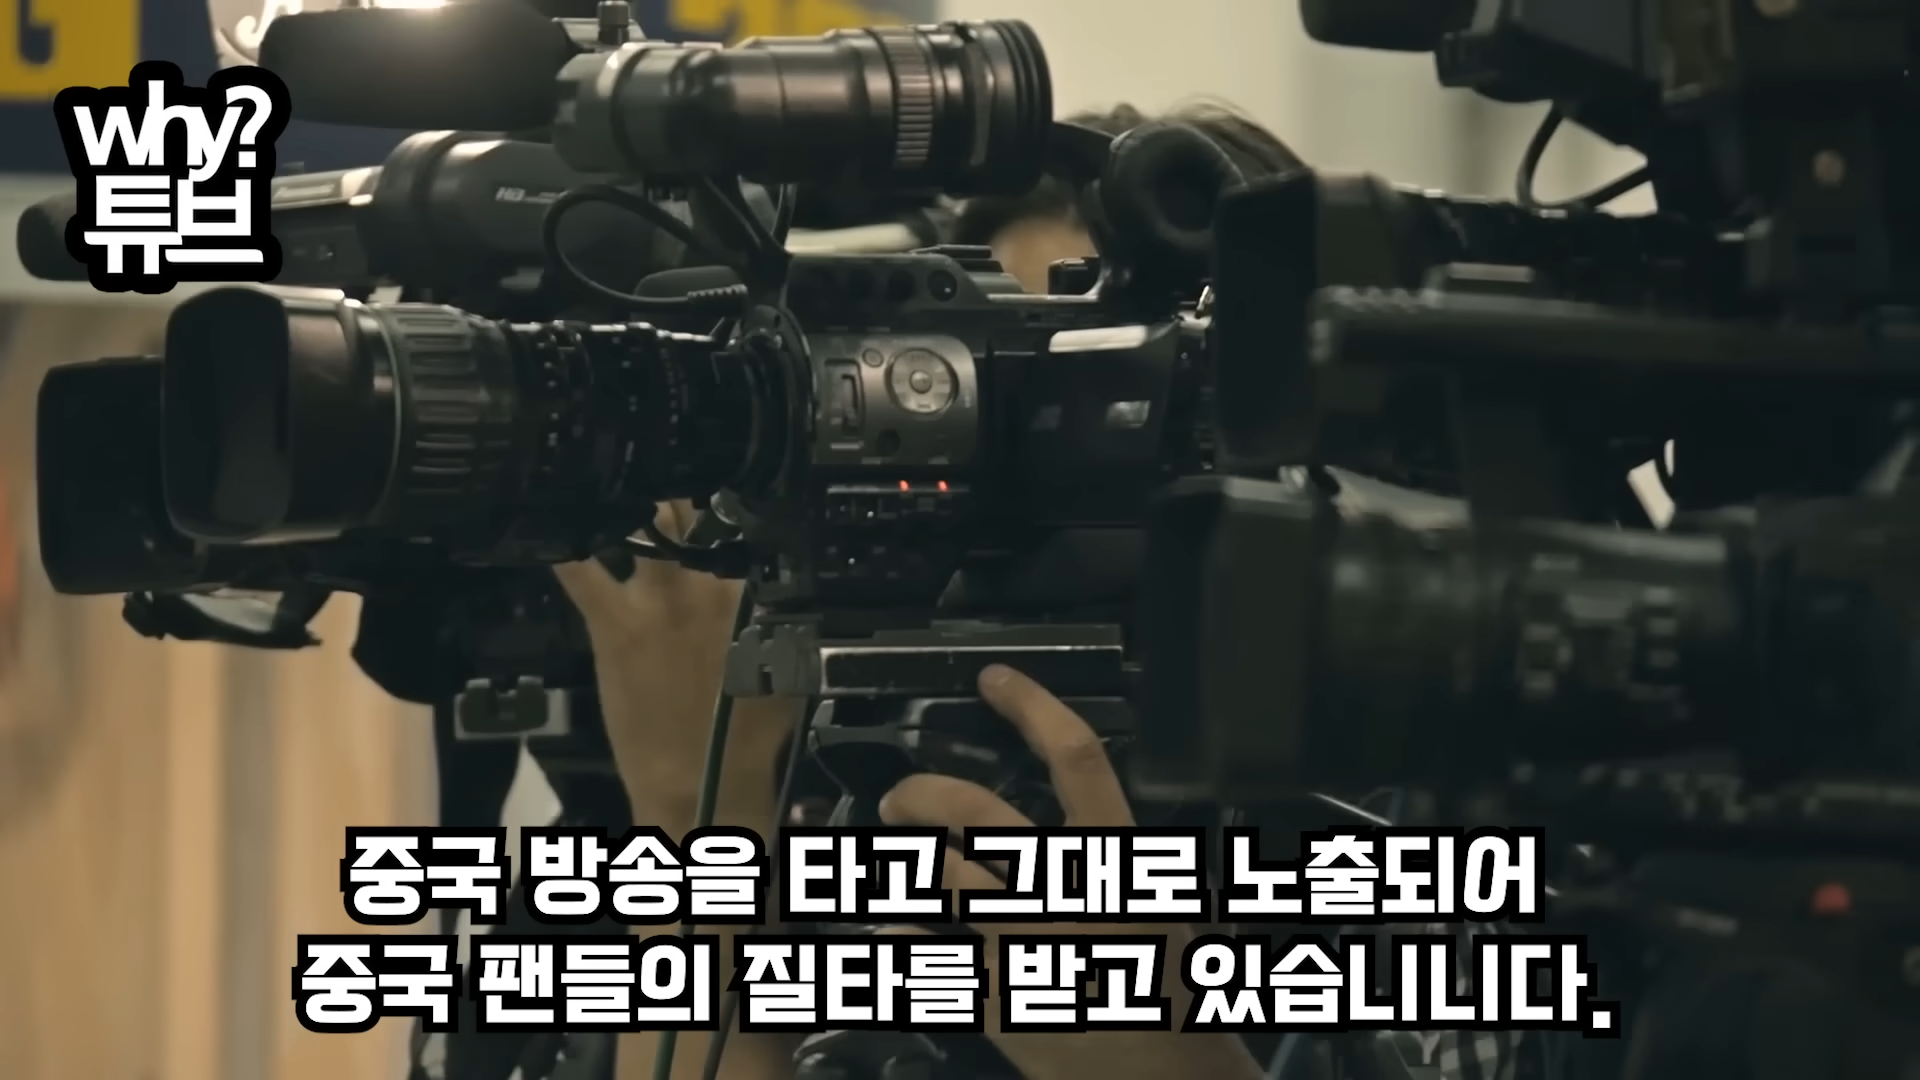 why?
튜브
중국 방송을 타고 그대로 노출되어
중국 팬들의 질타를 받고 있습니니다.